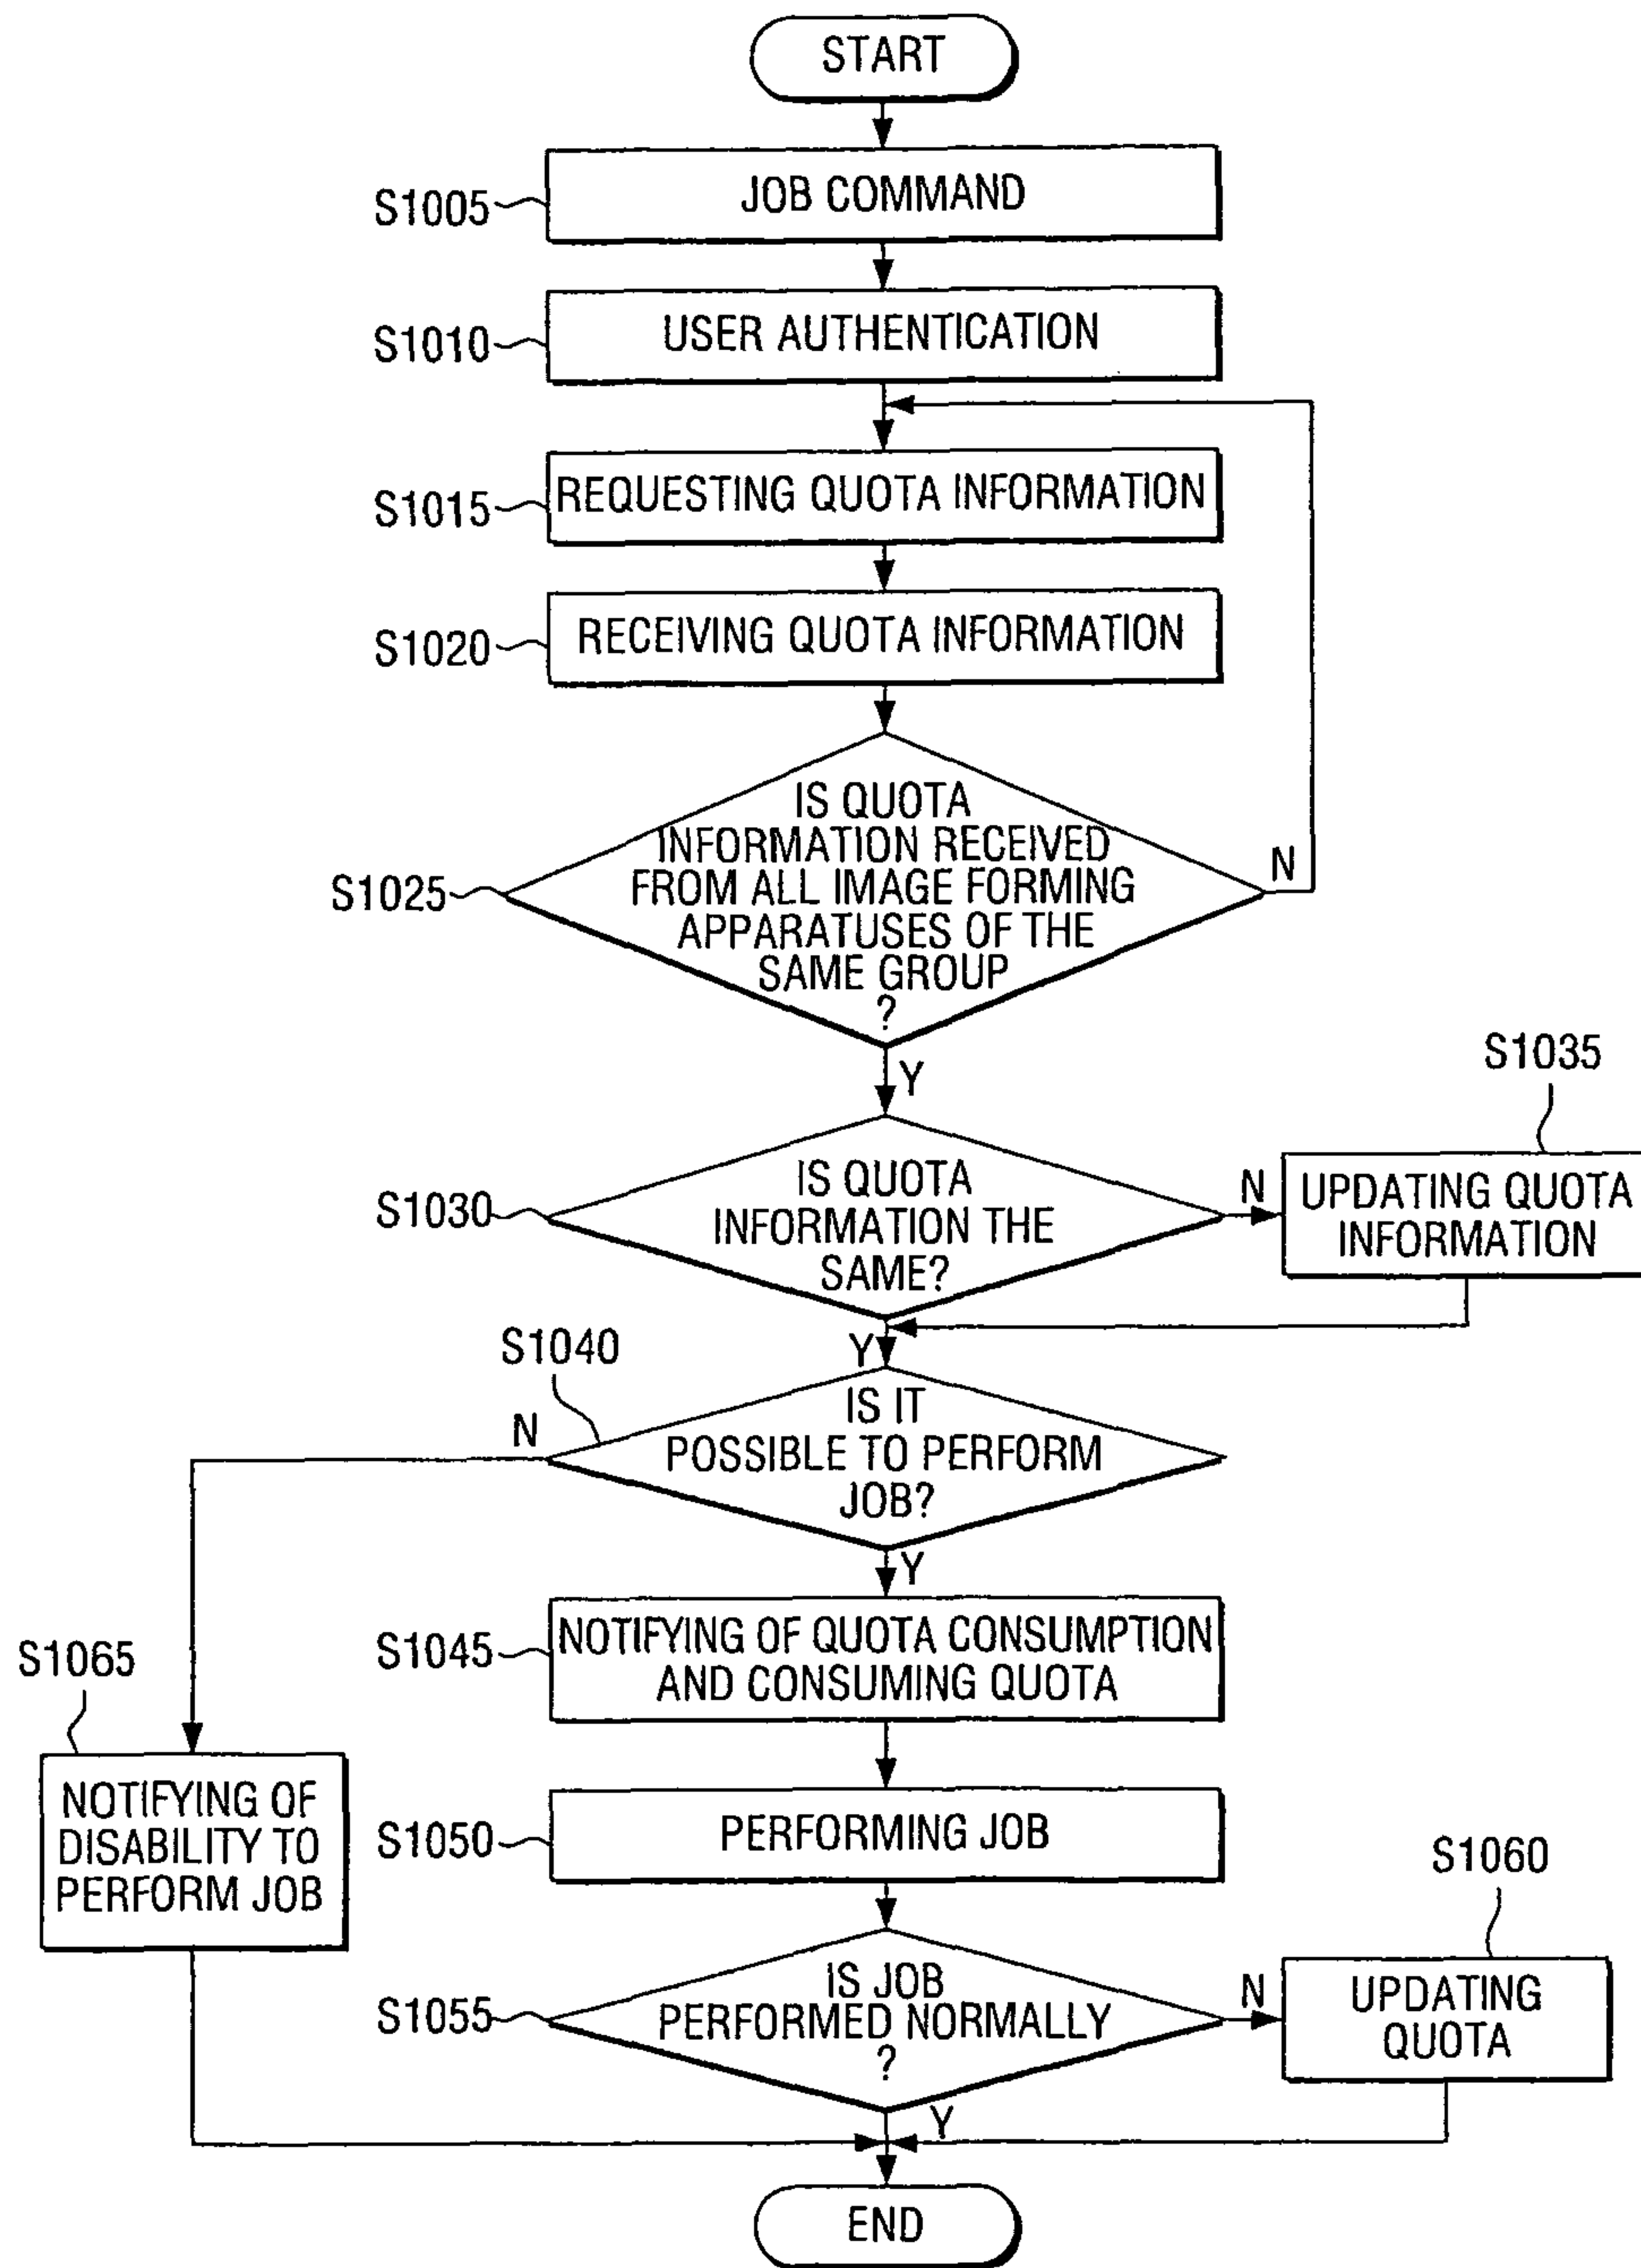 START
S1005
JOB COMMAND
S1010
USER AUTHENTICATION
S1015
REQUESTING QUOTA INFORMATION
S1020
RECEIVING QUOTA INFORMATION
S1025
IS QUOTA
INFORMATION RECEIVED
FROM ALL IMAGE FORMING
APPARATUSES OF THE
SAME GROUP
?
N
Y
S1030
IS QUOTA
INFORMATION THE
SAME?
N
S1035
UPDATING QUOTA
INFORMATION
Y
S1040
IS IT
POSSIBLE TO PERFORM
JOB?
N
Y
S1045
NOTIFYING OF QUOTA CONSUMPTION
AND CONSUMING QUOTA
S1065
NOTIFYING OF
DISABILITY TO
PERFORM JOB
S1050
PERFORMING JOB
S1055
IS JOB
PERFORMED NORMALLY
?
N
S1060
UPDATING
QUOTA
Y
END